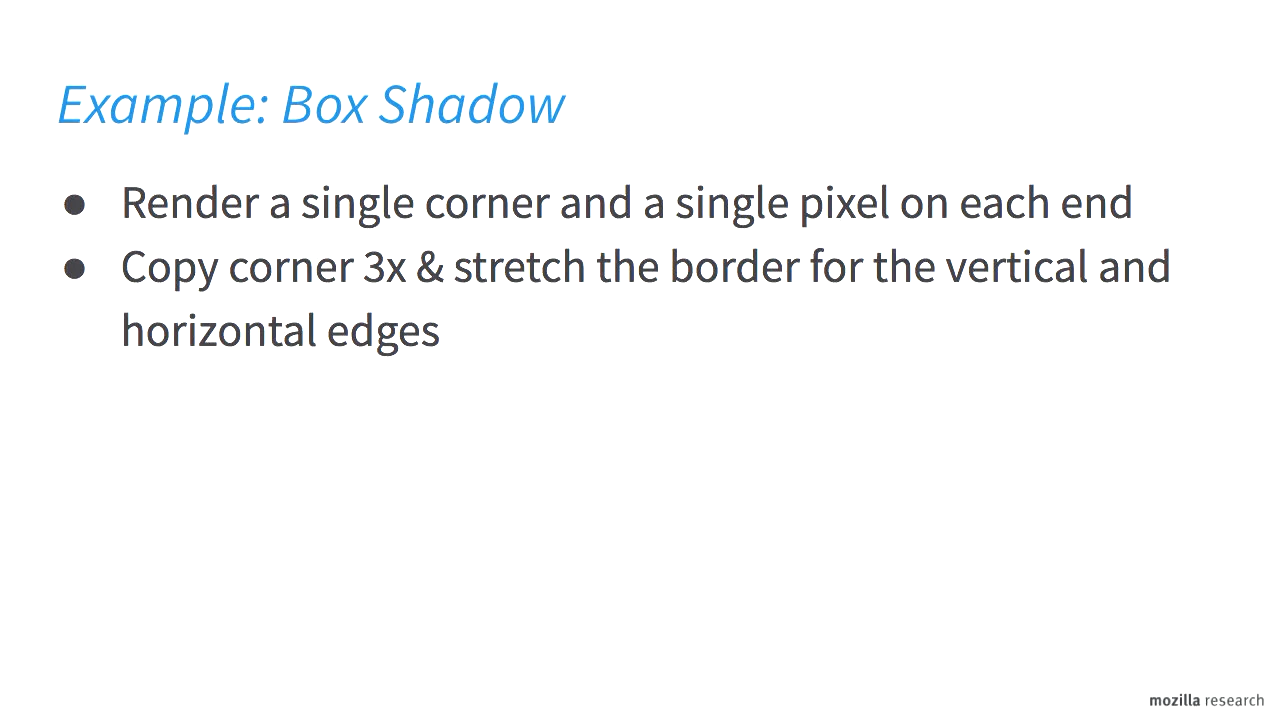 Example: Box Shadow
● Render a single corner and a single pixel on each end
● Copy corner 3x & stretch the border for the vertical and
horizontal edges
mozilla research